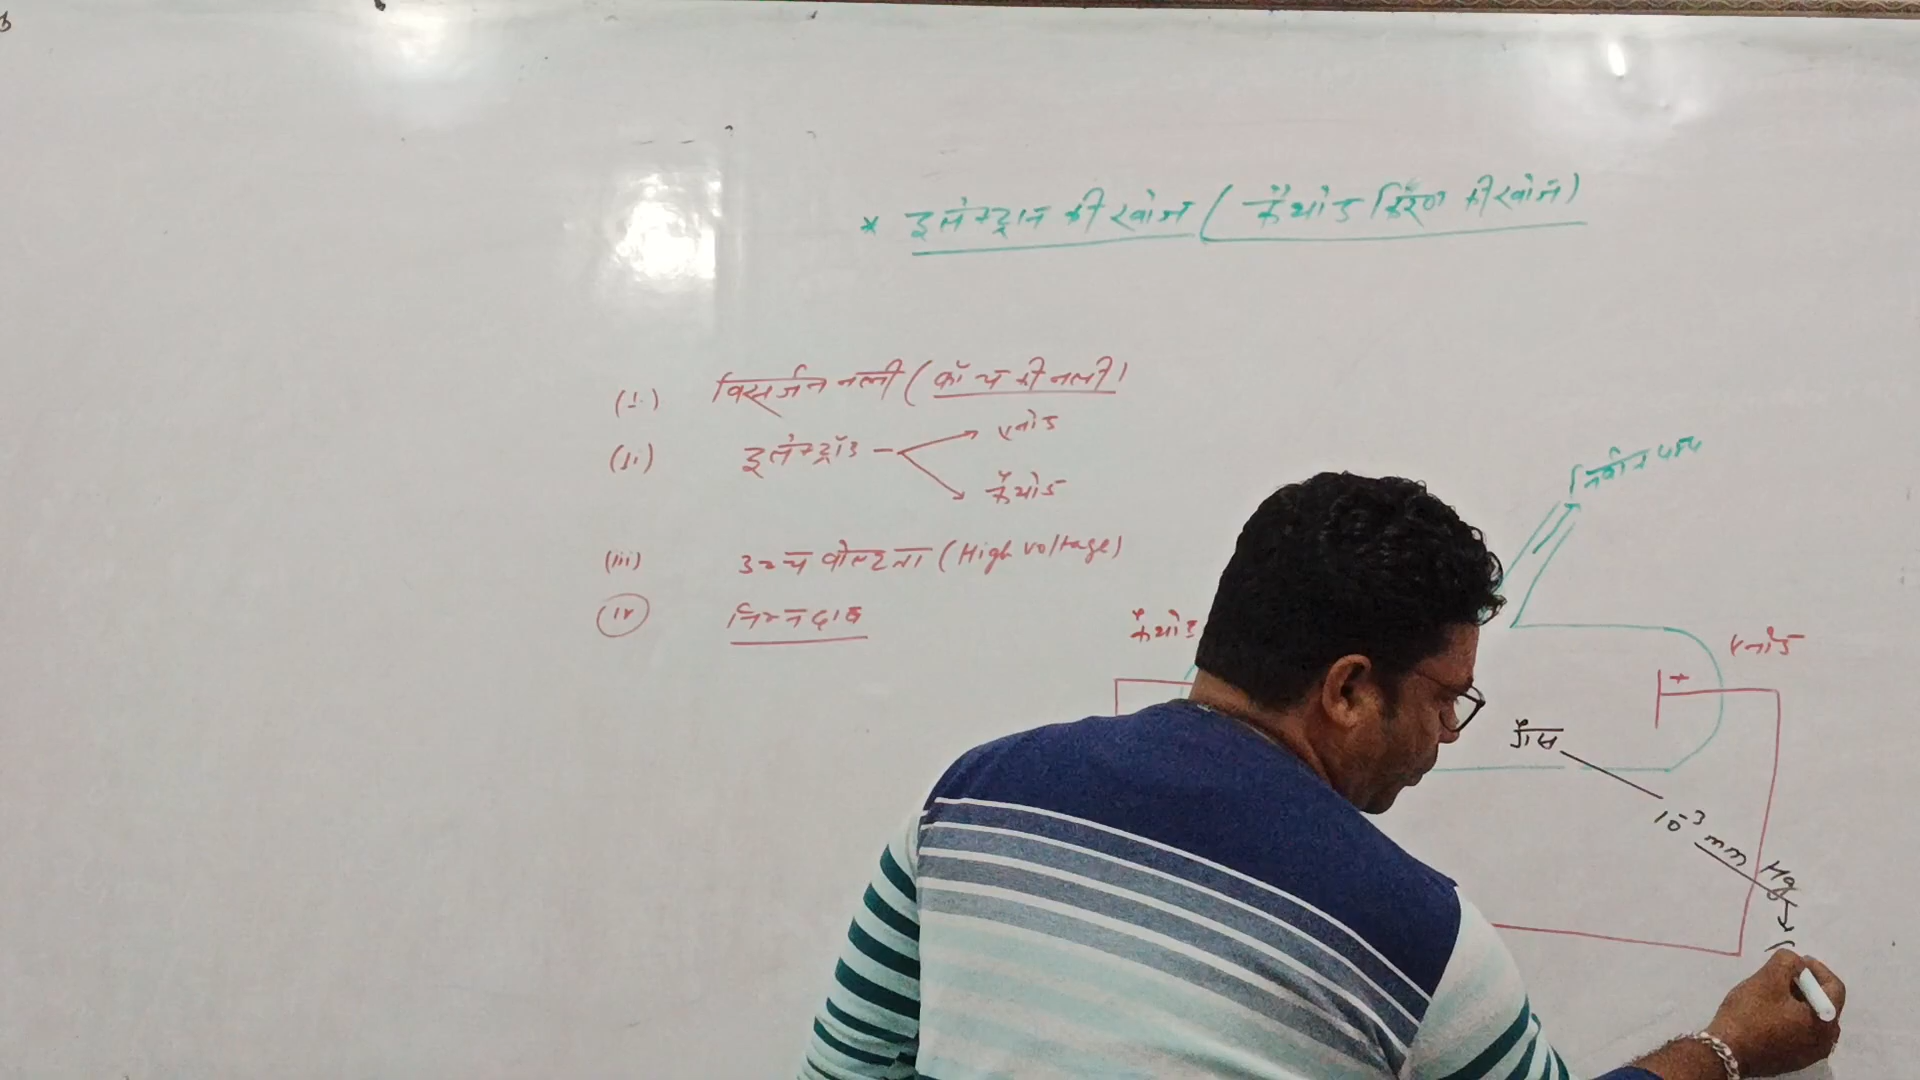 * इलेक्ट्रान की खोज ( कैथोड किरण की खोज )
(i) विसर्जन नली ( काँच की नली )
(ii) इलेक्ट्रॉड
एनोड
कैथोड
(iii) उच्च वोल्टता ( High voltage )
(iv) निम्न दाब
निर्वात पम्प
कैथोड
एनोड
+
गैस
10⁻³ mm Hg